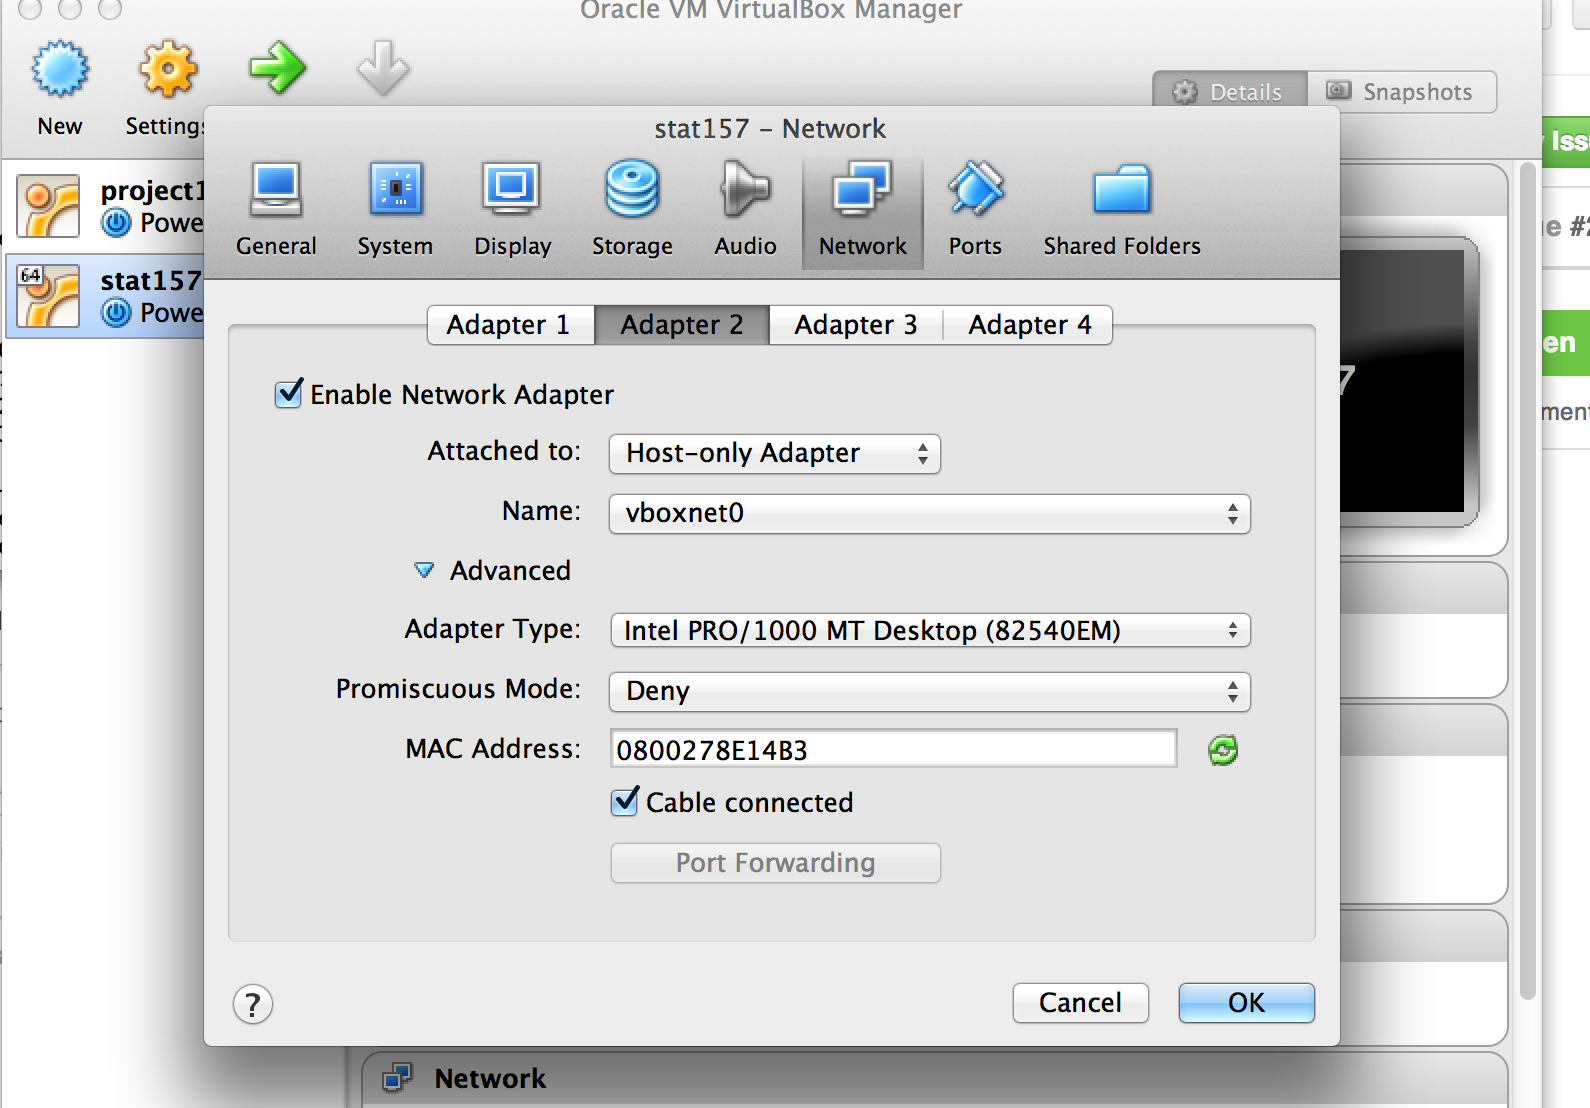 Oracle VM VirtualBox Manager
New
Settings
Details
Snapshots
stat157 – Network
project1
Powe
64
stat157
Powe
General
System
Display
Storage
Audio
Network
Ports
Shared Folders
Iss
e #2
en
ment
7
Adapter 1
Adapter 2
Adapter 3
Adapter 4
Enable Network Adapter
Attached to:
Host-only Adapter
Name:
vboxnet0
Advanced
Adapter Type:
Intel PRO/1000 MT Desktop (82540EM)
Promiscuous Mode:
Deny
MAC Address:
0800278E14B3
Cable connected
Port Forwarding
?
Cancel
OK
Network